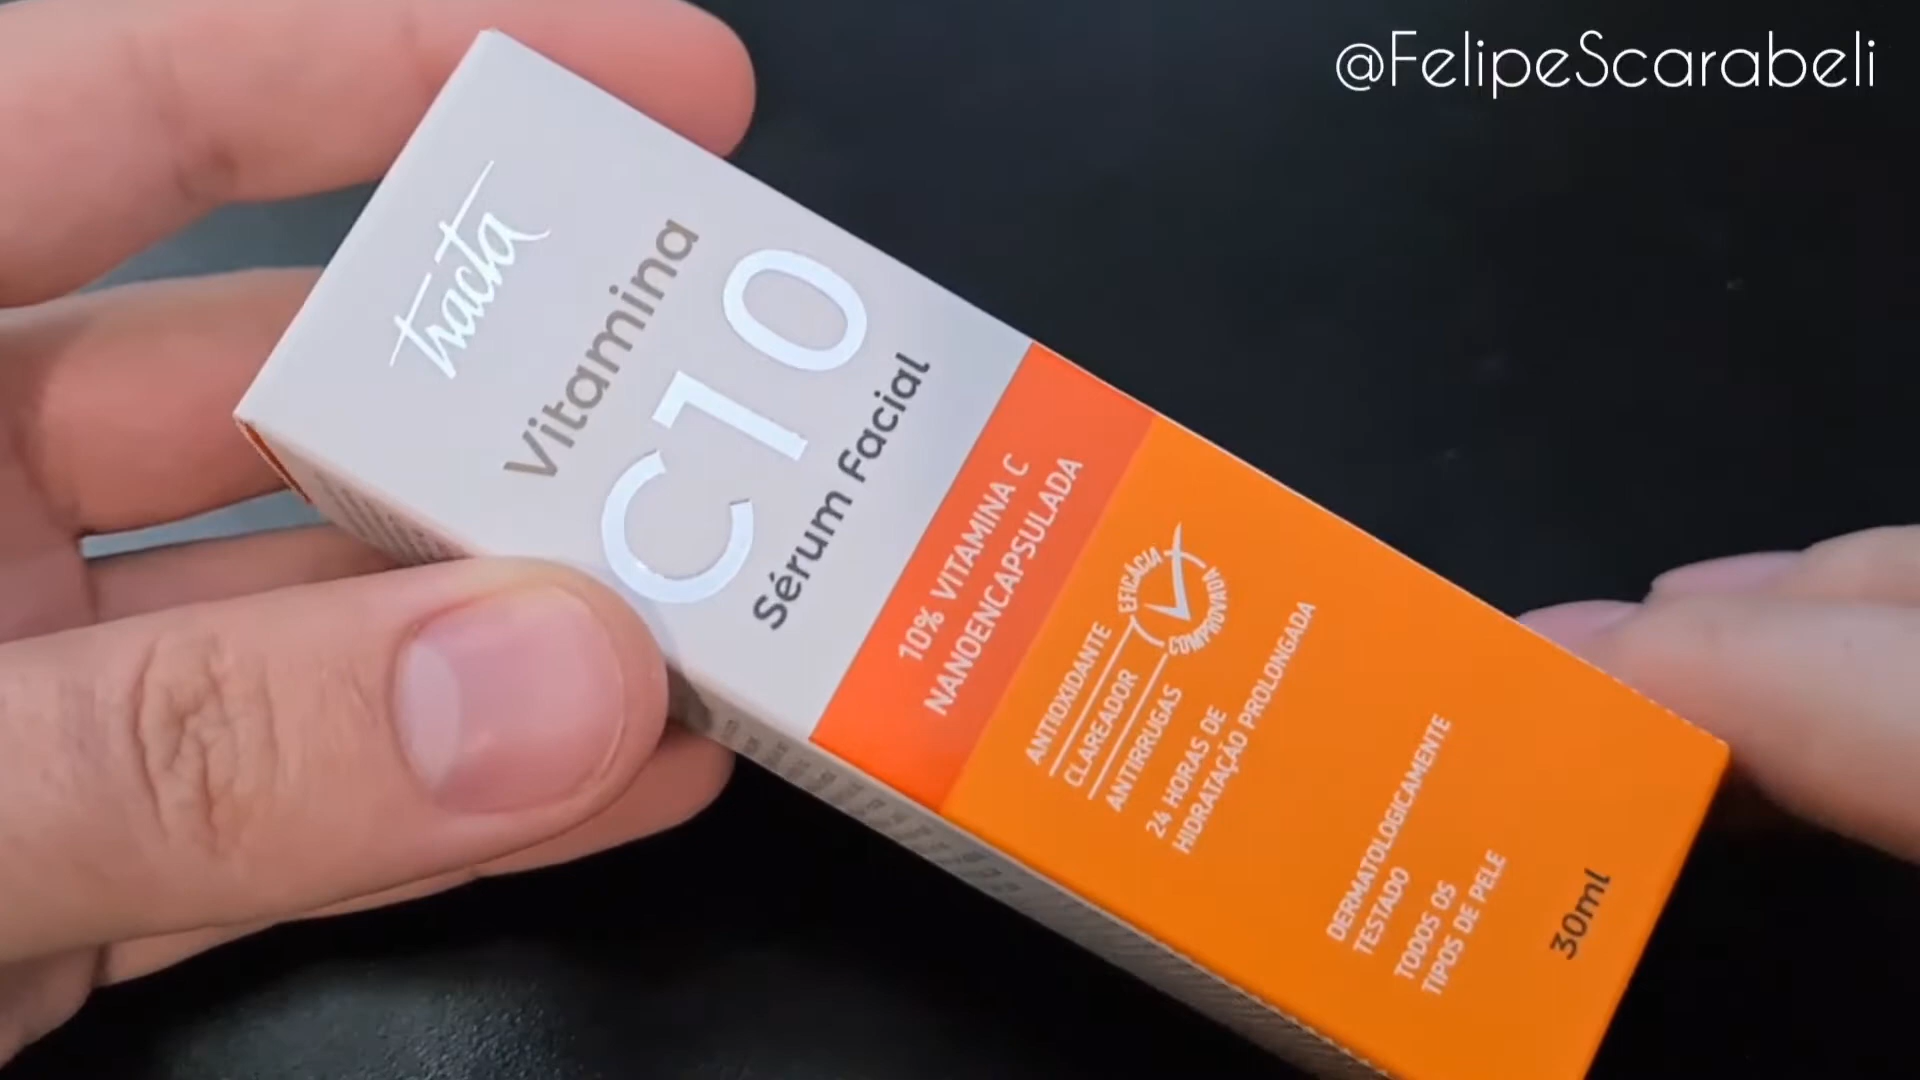 @FelipeScarabeli
Tracta
Vitamina
C10
Sérum Facial
10% VITAMINA C
NANOENCAPSULADA
ANTIOXIDANTE
CLAREADOR
ANTIRRUGAS
EFICÁCIA
COMPROVADA
24 HORAS DE
HIDRATAÇÃO PROLONGADA
DERMATOLOGICAMENTE
TESTADO
TODOS OS
TIPOS DE PELE
30ml